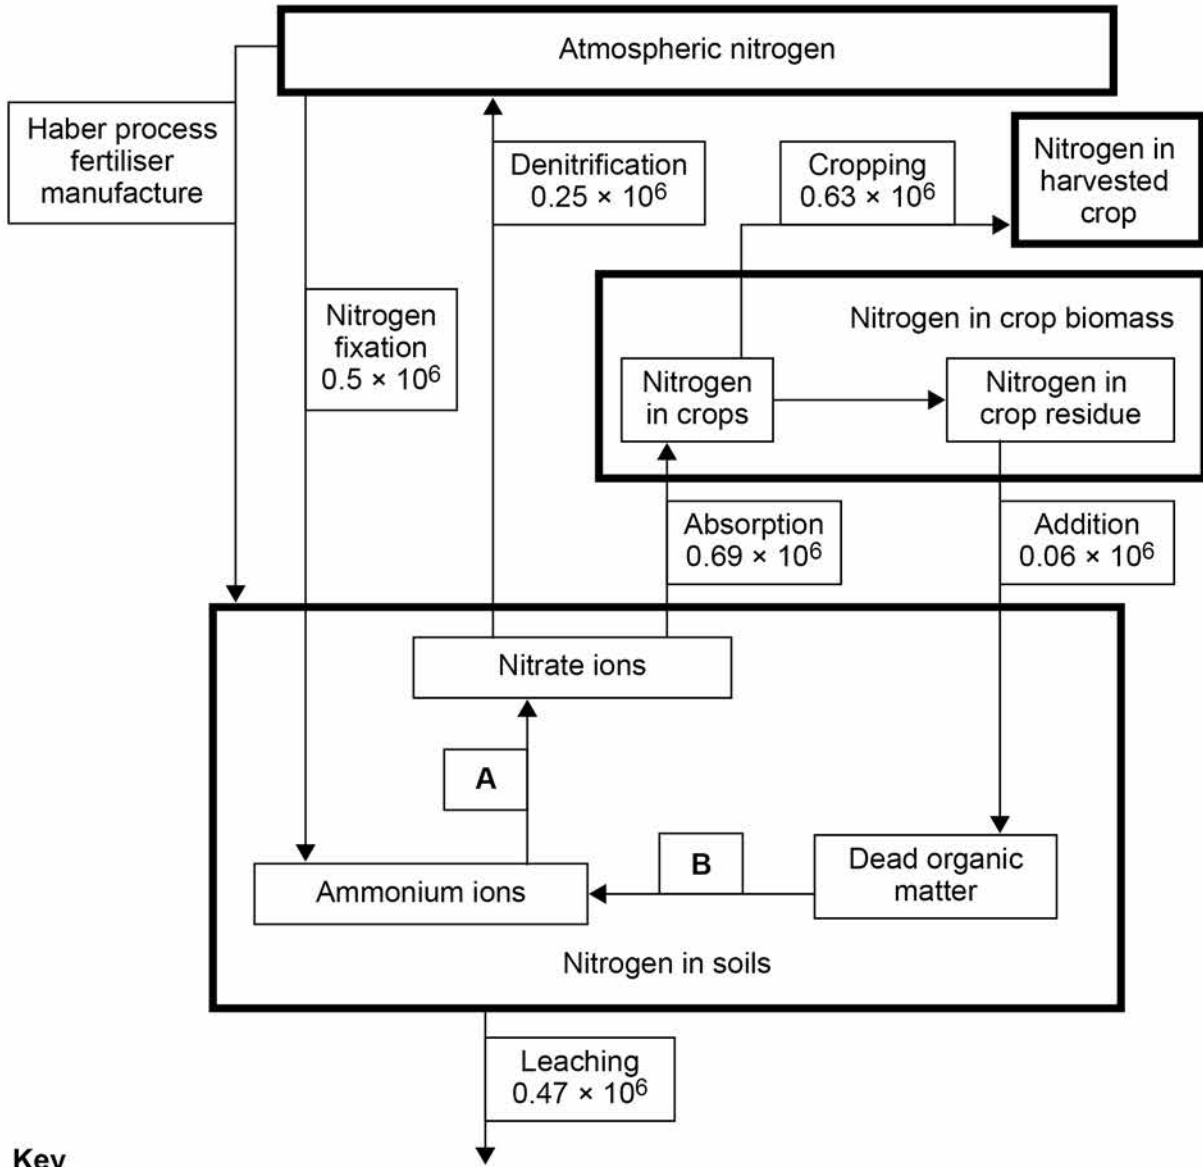 Atmospheric nitrogen
Haber process
fertiliser
manufacture
Denitrification
0.25 × 10⁶
Cropping
0.63 × 10⁶
Nitrogen in
harvested
crop
Nitrogen
fixation
0.5 × 10⁶
Nitrogen in crop biomass
Nitrogen
in crops
Nitrogen in
crop residue
Absorption
0.69 × 10⁶
Addition
0.06 × 10⁶
Nitrate ions
A
B
Dead organic
matter
Ammonium ions
Nitrogen in soils
Leaching
0.47 × 10⁶
Key